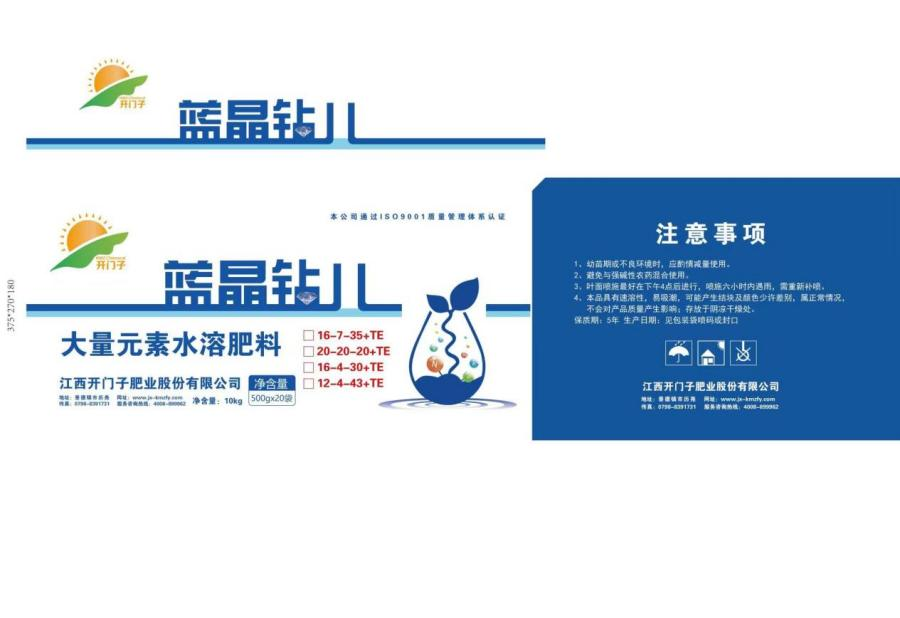 开门子
蓝晶钻
本公司通过ISO9001质量管理体系认证
开门子
蓝晶钻
375*270*180
大量元素水溶肥料
16-7-35+TE
20-20-20+TE
16-4-30+TE
12-4-43+TE
江西开门子肥业股份有限公司
地址:景德镇市历尧 网址:www.jx-kmzfy.com
传真:0798-8391731 服务咨询热线:4008-899962
净含量:10kg
净含量
500gx20袋
N
注意事项
1、幼苗期或不良环境时,应酌情减量使用。
2、避免与强碱性农药混合使用。
3、叶面喷施最好在下午4点后进行,喷施六小时内遇雨,需重新补喷。
4、本品具有速溶性,易吸潮,可能产生结块及颜色少许差别,属正常情况,
不会对产品质量产生影响;存放于阴凉干燥处。
保质期:5年 生产日期:见包装袋喷码或封口
江西开门子肥业股份有限公司
地址:景德镇市历尧 网址:www.jx-kmzfy.com
传真:0798-8391731 服务咨询热线:4008-899962